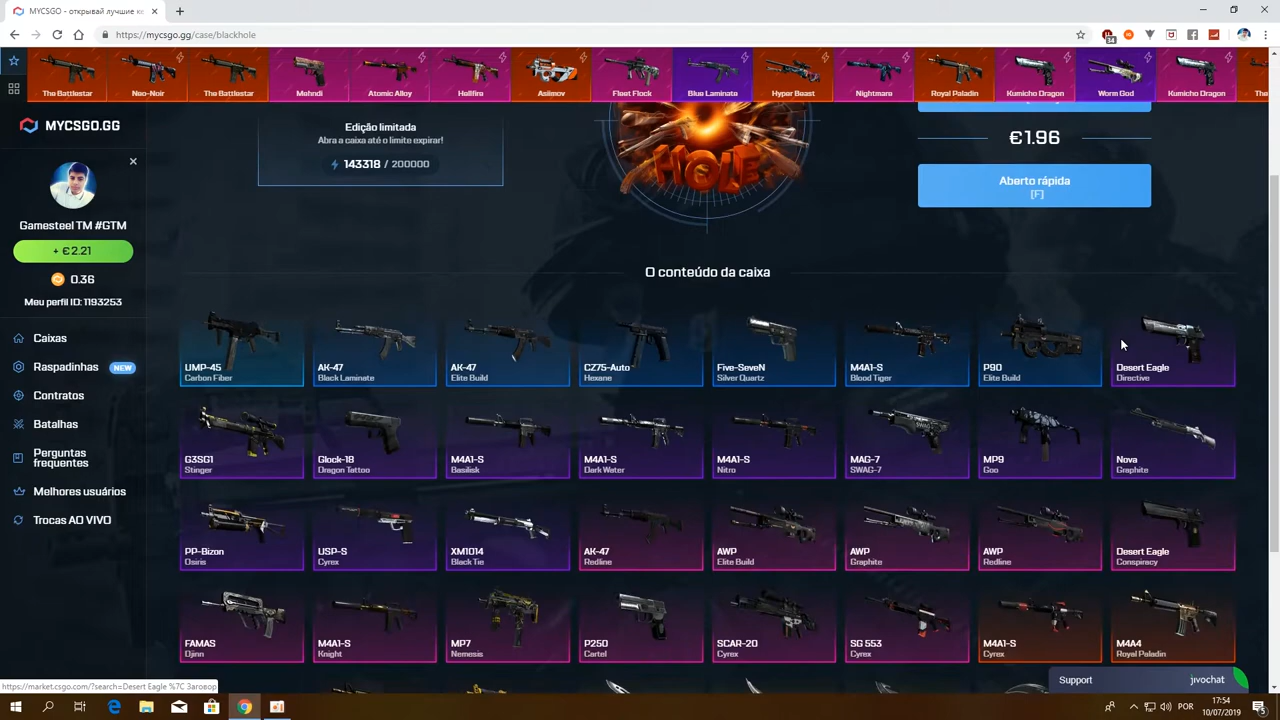 MYCSGO - открывай лучшие кс
https://mycsgo.gg/case/blackhole
34
The Battlestar
Neo-Noir
The Battlestar
Mehndi
Atomic Alloy
Hellfire
Asiimov
Fleet Flock
Blue Laminate
Hyper Beast
Nightmare
Royal Paladin
Kumicho Dragon
Worm God
Kumicho Dragon
MYCSGO.GG
Gamesteel TM #GTM
+ €2.21
0.36
Meu perfil ID: 1193253
Caixas
Raspadinhas NEW
Contratos
Batalhas
Perguntas
frequentes
Melhores usuários
Trocas AO VIVO
Edição limitada
Abra a caixa até o limite expirar!
143318 / 200000
HOLE
€1.96
Aberto rápida
[F]
O conteúdo da caixa
UMP-45
Carbon Fiber
AK-47
Black Laminate
AK-47
Elite Build
CZ75-Auto
Hexane
Five-SeveN
Silver Quartz
M4A1-S
Blood Tiger
P90
Elite Build
Desert Eagle
Directive
G3SG1
Stinger
Glock-18
Dragon Tattoo
M4A1-S
Basilisk
M4A1-S
Dark Water
M4A1-S
Nitro
MAG-7
SWAG-7
MP9
Goo
Nova
Graphite
PP-Bizon
Osiris
USP-S
Cyrex
XM1014
Black Tie
AK-47
Redline
AWP
Elite Build
AWP
Graphite
AWP
Redline
Desert Eagle
Conspiracy
FAMAS
Djinn
M4A1-S
Knight
MP7
Nemesis
P250
Cartel
SCAR-20
Cyrex
SG 553
Cyrex
M4A1-S
Cyrex
M4A4
Royal Paladin
Support jivochat
https://market.csgo.com/?search=Desert Eagle %7C Заговор
POR
17:54
10/07/2019
5